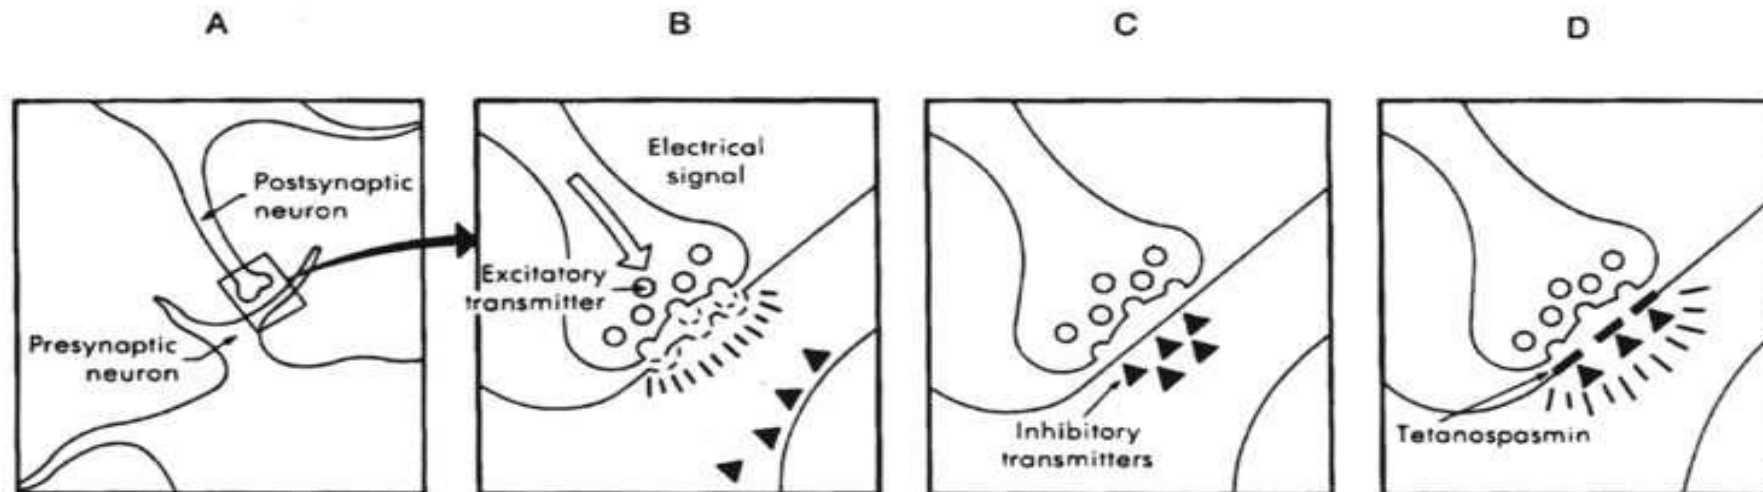 A
B
C
D
Postsynaptic
neuron
Presynaptic
neuron
Electrical
signal
Excitatory
transmitter
Inhibitory
transmitters
Tetanospasmin